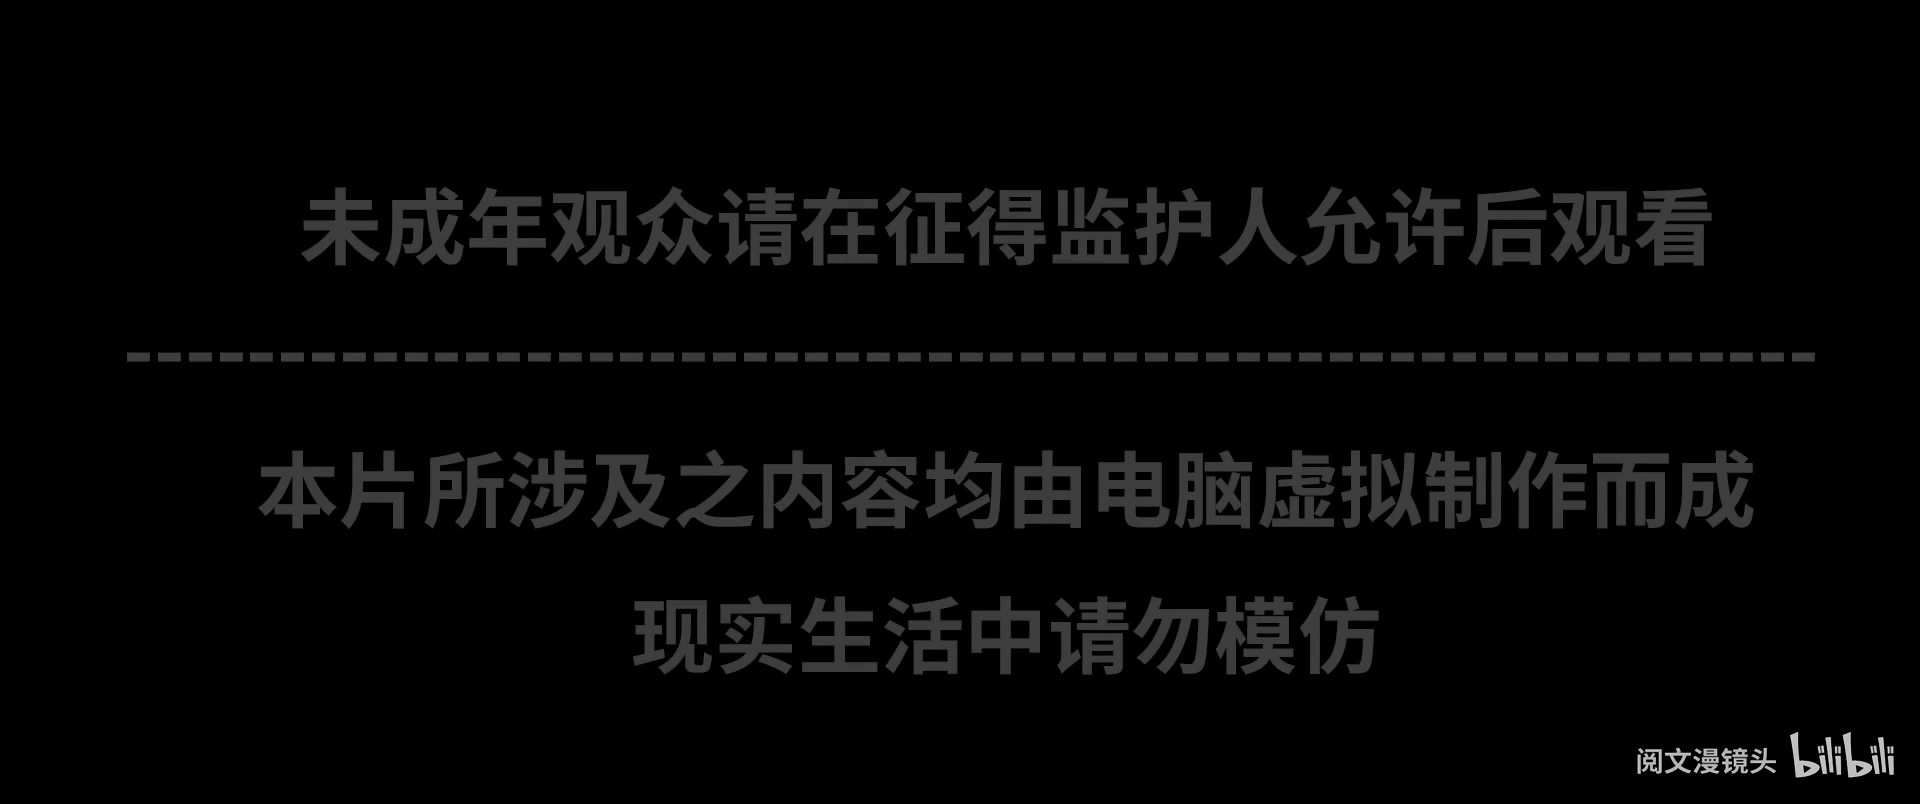 未成年观众请在征得监护人允许后观看
本片所涉及之内容均由电脑虚拟制作而成
现实生活中请勿模仿
阅文漫镜头 bilibili